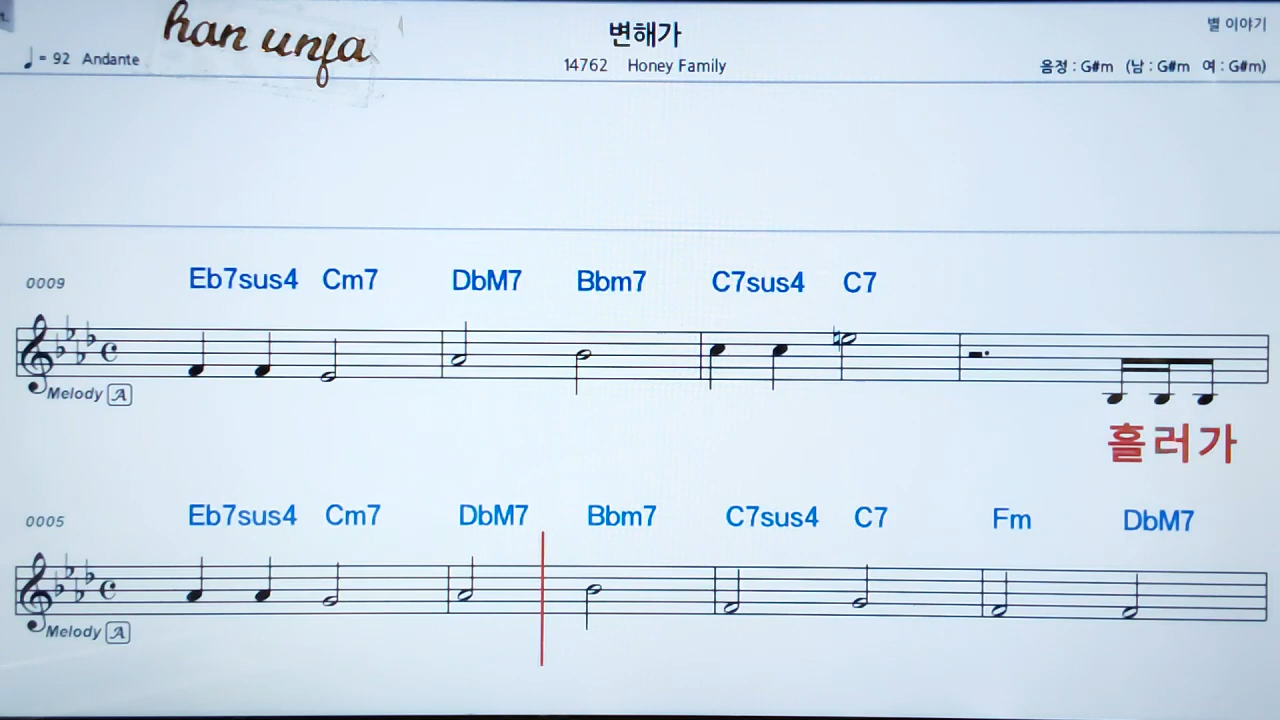 han unja
변해가
별 이야기
♩ = 92 Andante
14762 Honey Family
음정 : G#m (남 : G#m 여 : G#m)
0009 Eb7sus4 Cm7 DbM7 Bbm7 C7sus4 C7
Melody A
흘러가
0005 Eb7sus4 Cm7 DbM7 Bbm7 C7sus4 C7 Fm DbM7
Melody A